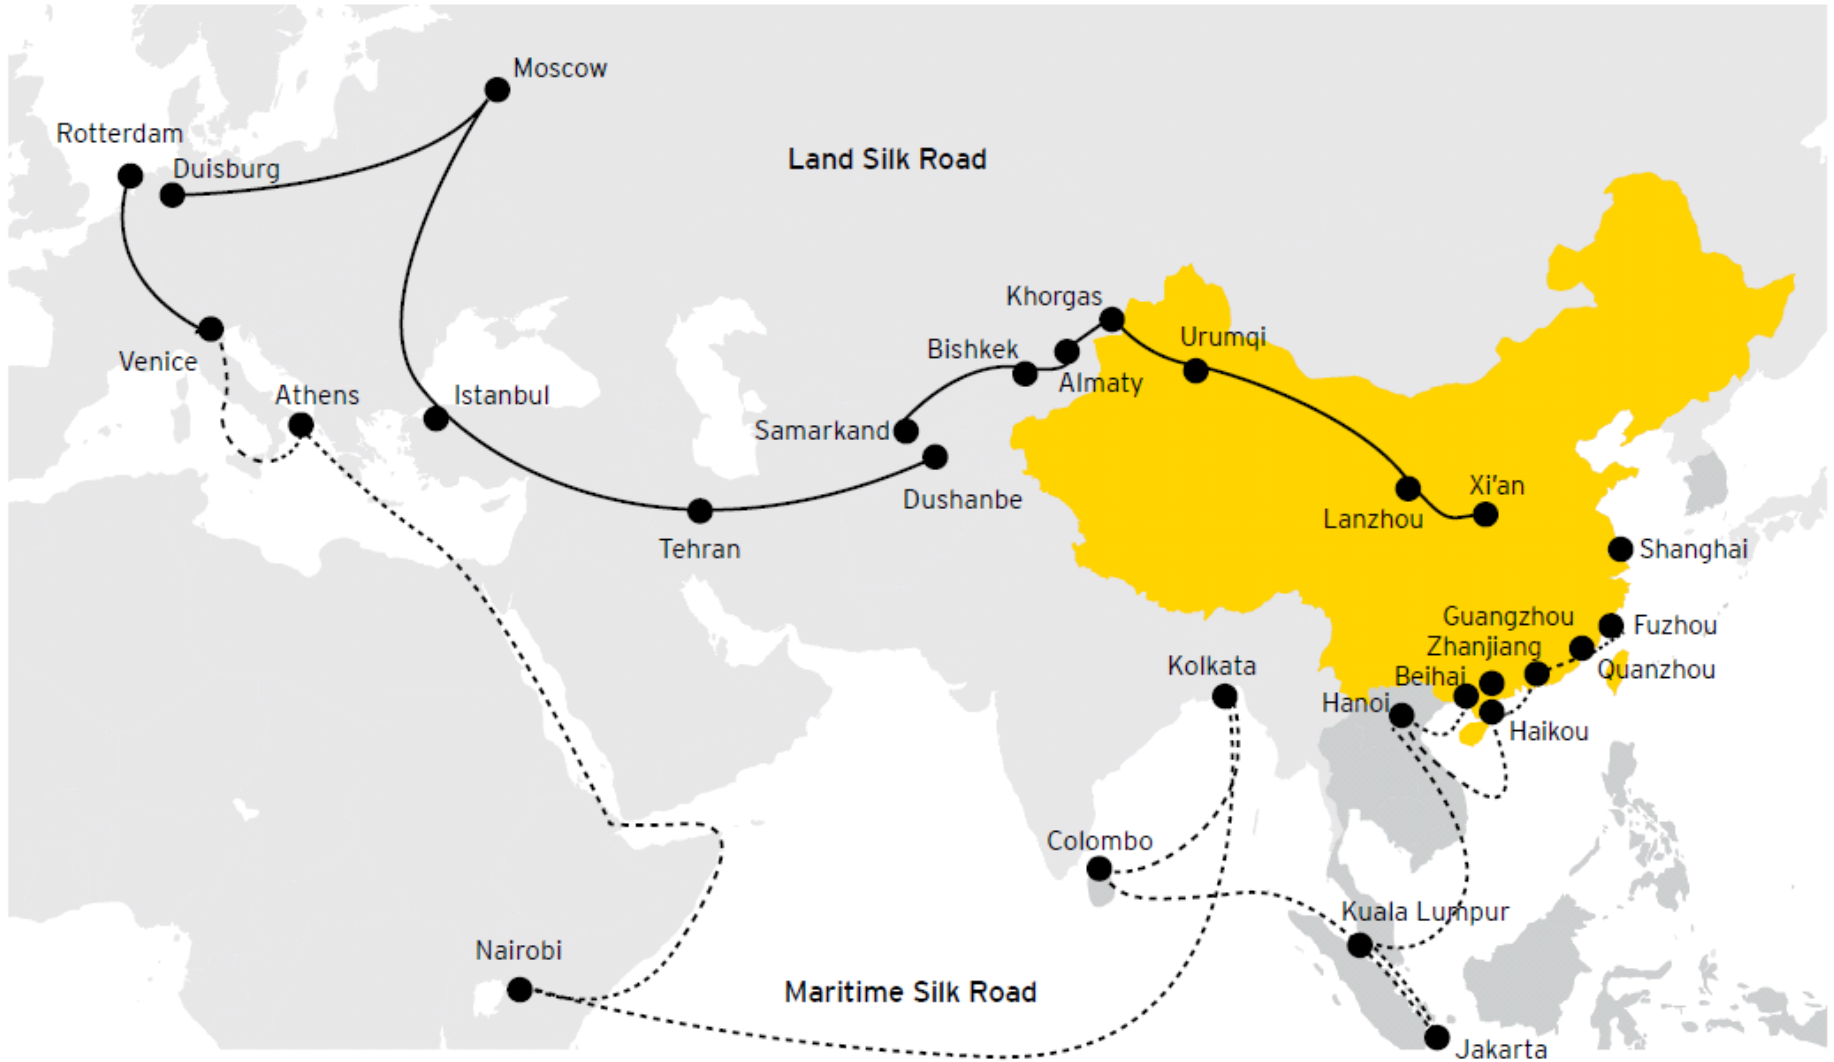 Moscow
Rotterdam
Duisburg
Land Silk Road
Khorgas
Urumqi
Bishkek
Venice
Almaty
Athens
Istanbul
Samarkand
Dushanbe
Xi'an
Lanzhou
Tehran
Shanghai
Guangzhou
Fuzhou
Zhanjiang
Kolkata
Quanzhou
Beihai
Hanoi
Haikou
Colombo
Kuala Lumpur
Nairobi
Maritime Silk Road
Jakarta